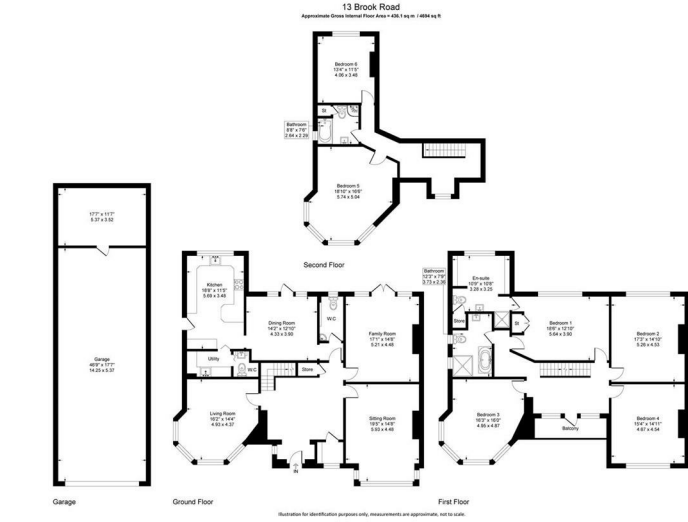 13 Brook Road
Approximate Gross Internal Floor Area = 436.1 sq m / 4694 sq ft
Bedroom 6
13'4" x 11'5"
4.06 x 3.48
St
Bathroom
8'8" x 7'6"
2.64 x 2.29
Bedroom 5
18'10" x 16'6"
5.74 x 5.04
Second Floor
17'7" x 11'7"
5.37 x 3.52
Garage
46'9" x 17'7"
14.25 x 5.37
Garage
Kitchen
18'8" x 11'5"
5.69 x 3.48
Dining Room
14'2" x 12'10"
4.33 x 3.90
W.C
Family Room
17'1" x 14'8"
5.21 x 4.48
Utility
W.C
Store
Living Room
16'2" x 14'4"
4.93 x 4.37
Sitting Room
19'5" x 14'8"
5.93 x 4.48
IN
Ground Floor
Bathroom
12'3" x 7'9"
3.73 x 2.36
En-suite
10'9" x 10'8"
3.28 x 3.25
Store
St
Bedroom 1
18'6" x 12'10"
5.64 x 3.90
Bedroom 2
17'3" x 14'10"
5.26 x 4.53
Bedroom 3
16'3" x 16'0"
4.95 x 4.87
Balcony
Bedroom 4
15'4" x 14'11"
4.67 x 4.54
First Floor
Illustration for identification purposes only, measurements are approximate, not to scale.